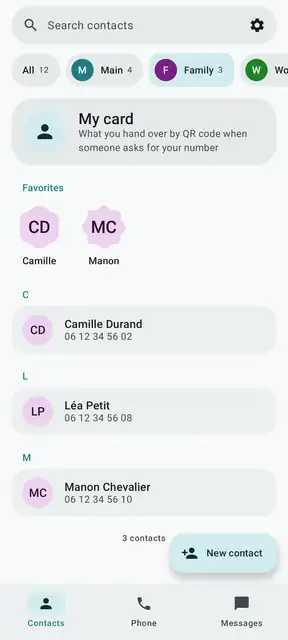 Search contacts
All 12
M Main 4
F Family 3
W Wo
My card
What you hand over by QR code when
someone asks for your number
Favorites
CD
MC
Camille
Manon
C
CD
Camille Durand
06 12 34 56 02
L
LP
Léa Petit
06 12 34 56 08
M
MC
Manon Chevalier
06 12 34 56 10
3 contacts
New contact
Contacts
Phone
Messages